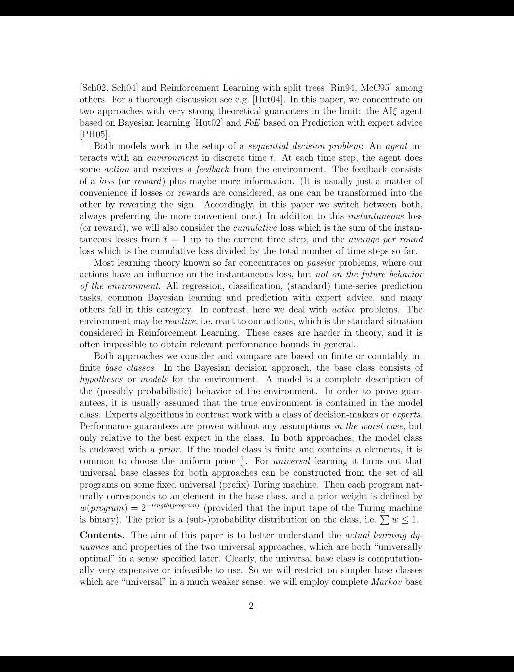 [Sch02, Sch04] and Reinforcement Learning with split trees [Rin94, McC95] among
others. For a thorough discussion see e.g. [Hut04]. In this paper, we concentrate on
two approaches with very strong theoretical guarantees in the limit: the AIξ agent
based on Bayesian learning [Hut02] and FoE based on Prediction with expert advice
[PH05].
Both models work in the setup of a sequential decision problem: An agent in-
teracts with an environment in discrete time t. At each time step, the agent does
some action and receives a feedback from the environment. The feedback consists
of a loss (or reward) plus maybe more information. (It is usually just a matter of
convenience if losses or rewards are considered, as one can be transformed into the
other by reverting the sign. Accordingly, in this paper we switch between both,
always preferring the more convenient one.) In addition to this instantaneous loss
(or reward), we will also consider the cumulative loss which is the sum of the instan-
taneous losses from t = 1 up to the current time step, and the average per round
loss which is the cumulative loss divided by the total number of time steps so far.
Most learning theory known so far concentrates on passive problems, where our
actions have an influence on the instantaneous loss, but not on the future behavior
of the environment. All regression, classification, (standard) time-series prediction
tasks, common Bayesian learning and prediction with expert advice, and many
others fall in this category. In contrast, here we deal with active problems. The
environment may be reactive, i.e. react to our actions, which is the standard situation
considered in Reinforcement Learning. These cases are harder in theory, and it is
often impossible to obtain relevant performance bounds in general.
Both approaches we consider and compare are based on finite or countably in-
finite base classes. In the Bayesian decision approach, the base class consists of
hypotheses or models for the environment. A model is a complete description of
the (possibly probabilistic) behavior of the environment. In order to prove guar-
antees, it is usually assumed that the true environment is contained in the model
class. Experts algorithms in contrast work with a class of decision-makers or experts.
Performance guarantees are proven without any assumptions in the worst case, but
only relative to the best expert in the class. In both approaches, the model class
is endowed with a prior. If the model class is finite and contains n elements, it is
common to choose the uniform prior 1/n. For universal learning it turns out that
universal base classes for both approaches can be constructed from the set of all
programs on some fixed universal (prefix) Turing machine. Then each program nat-
urally corresponds to an element in the base class, and a prior weight is defined by
w(program) = 2^{-length(program)} (provided that the input tape of the Turing machine
is binary). The prior is a (sub-)probability distribution on the class, i.e. ∑ w ≤ 1.
Contents. The aim of this paper is to better understand the actual learning dy-
namics and properties of the two universal approaches, which are both "universally
optimal" in a sense specified later. Clearly, the universal base class is computation-
ally very expensive or infeasible to use. So we will restrict on simpler base classes
which are "universal" in a much weaker sense: we will employ complete Markov base
2